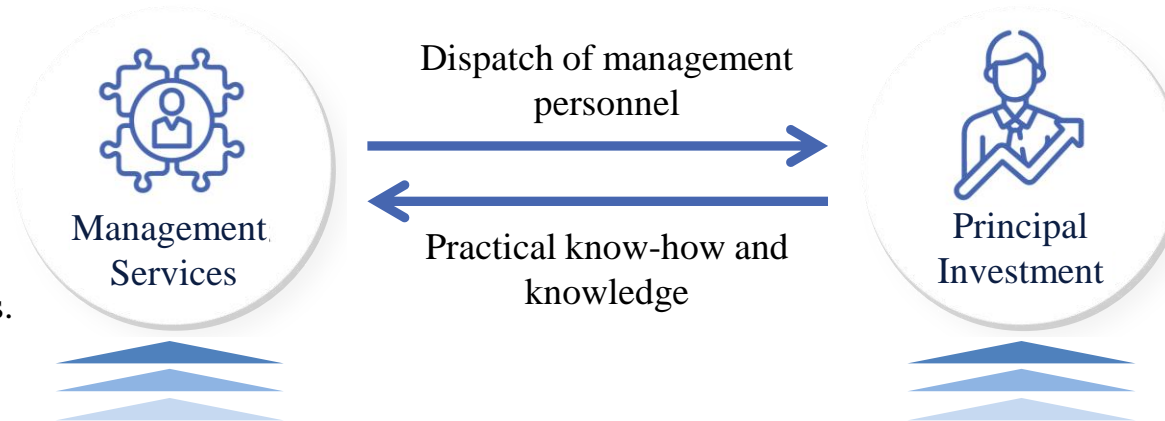 Dispatch of management
personnel
Management
Services
Practical know-how and
knowledge
Principal
Investment
s.